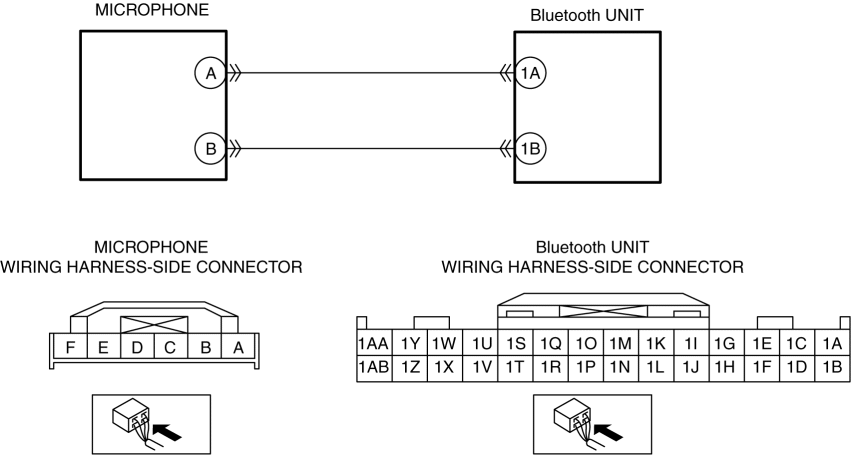 MICROPHONE
Bluetooth UNIT
A
1A
B
1B
MICROPHONE
WIRING HARNESS-SIDE CONNECTOR
Bluetooth UNIT
WIRING HARNESS-SIDE CONNECTOR
F E D C B A
1AA 1Y 1W 1U 1S 1Q 1O 1M 1K 1I 1G 1E 1C 1A
1AB 1Z 1X 1V 1T 1R 1P 1N 1L 1J 1H 1F 1D 1B